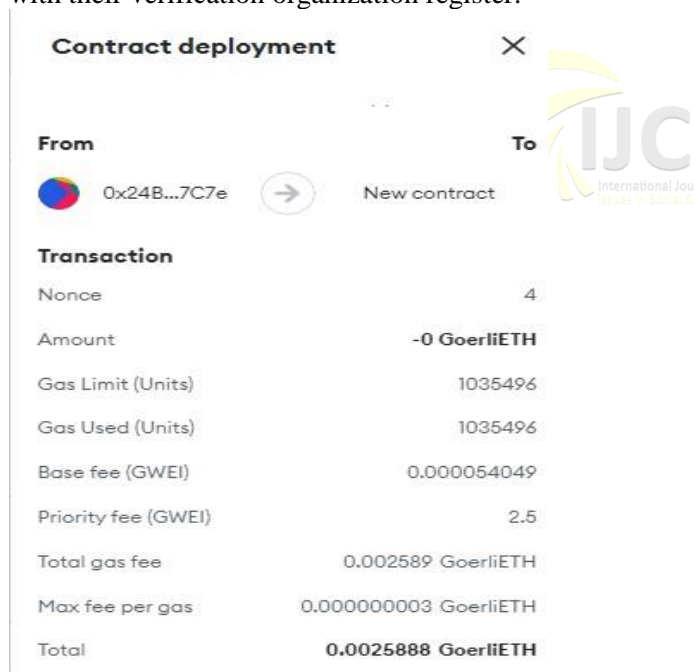 with their verification organization register.
Contract deployment
From To
0x24B...7C7e New contract
Transaction
Nonce 4
Amount -0 GoerliETH
Gas Limit (Units) 1035496
Gas Used (Units) 1035496
Base fee (GWEI) 0.000054049
Priority fee (GWEI) 2.5
Total gas fee 0.002589 GoerliETH
Max fee per gas 0.000000003 GoerliETH
Total 0.0025888 GoerliETH
IJC
International Jou
Issues in Social S